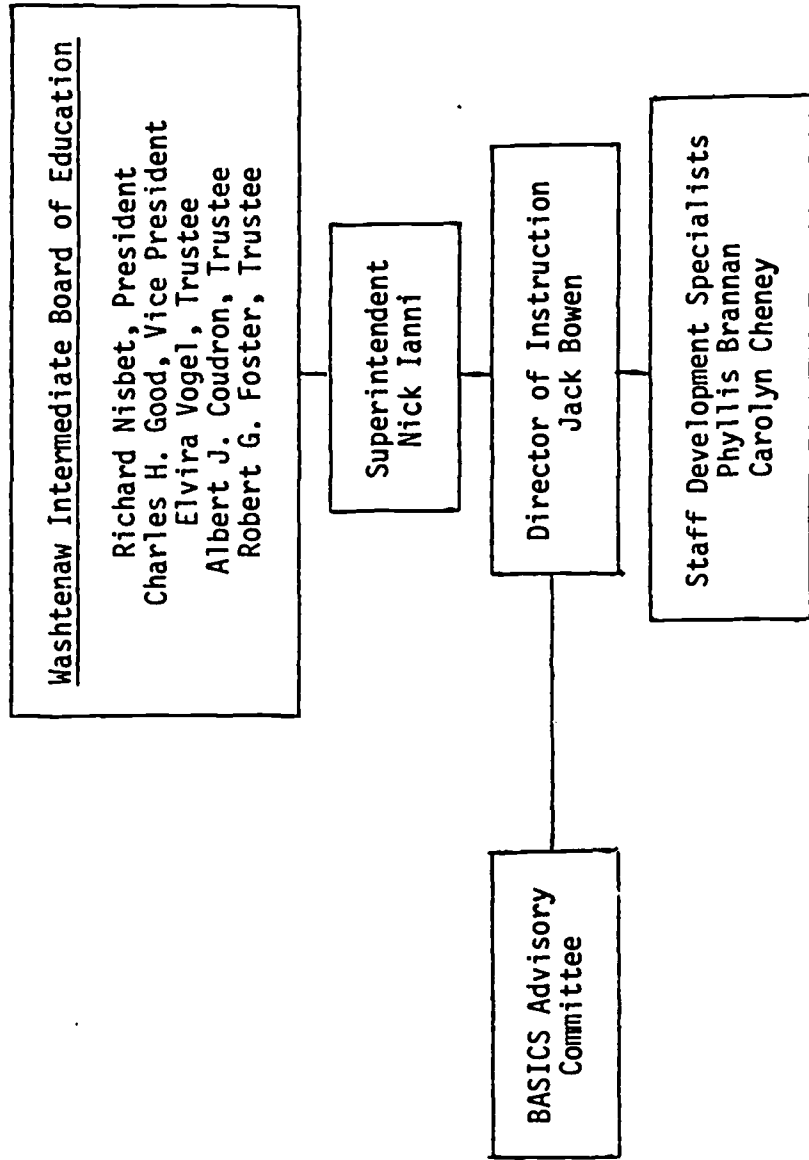 Washtenaw Intermediate Board of Education
Richard Nisbet, President
Charles H. Good, Vice President
Elvira Vogel, Trustee
Albert J. Coudron, Trustee
Robert G. Foster, Trustee
Superintendent
Nick Ianni
Director of Instruction
Jack Bowen
BASICS Advisory
Committee
Staff Development Specialists
Phyllis Brannan
Carolyn Cheney